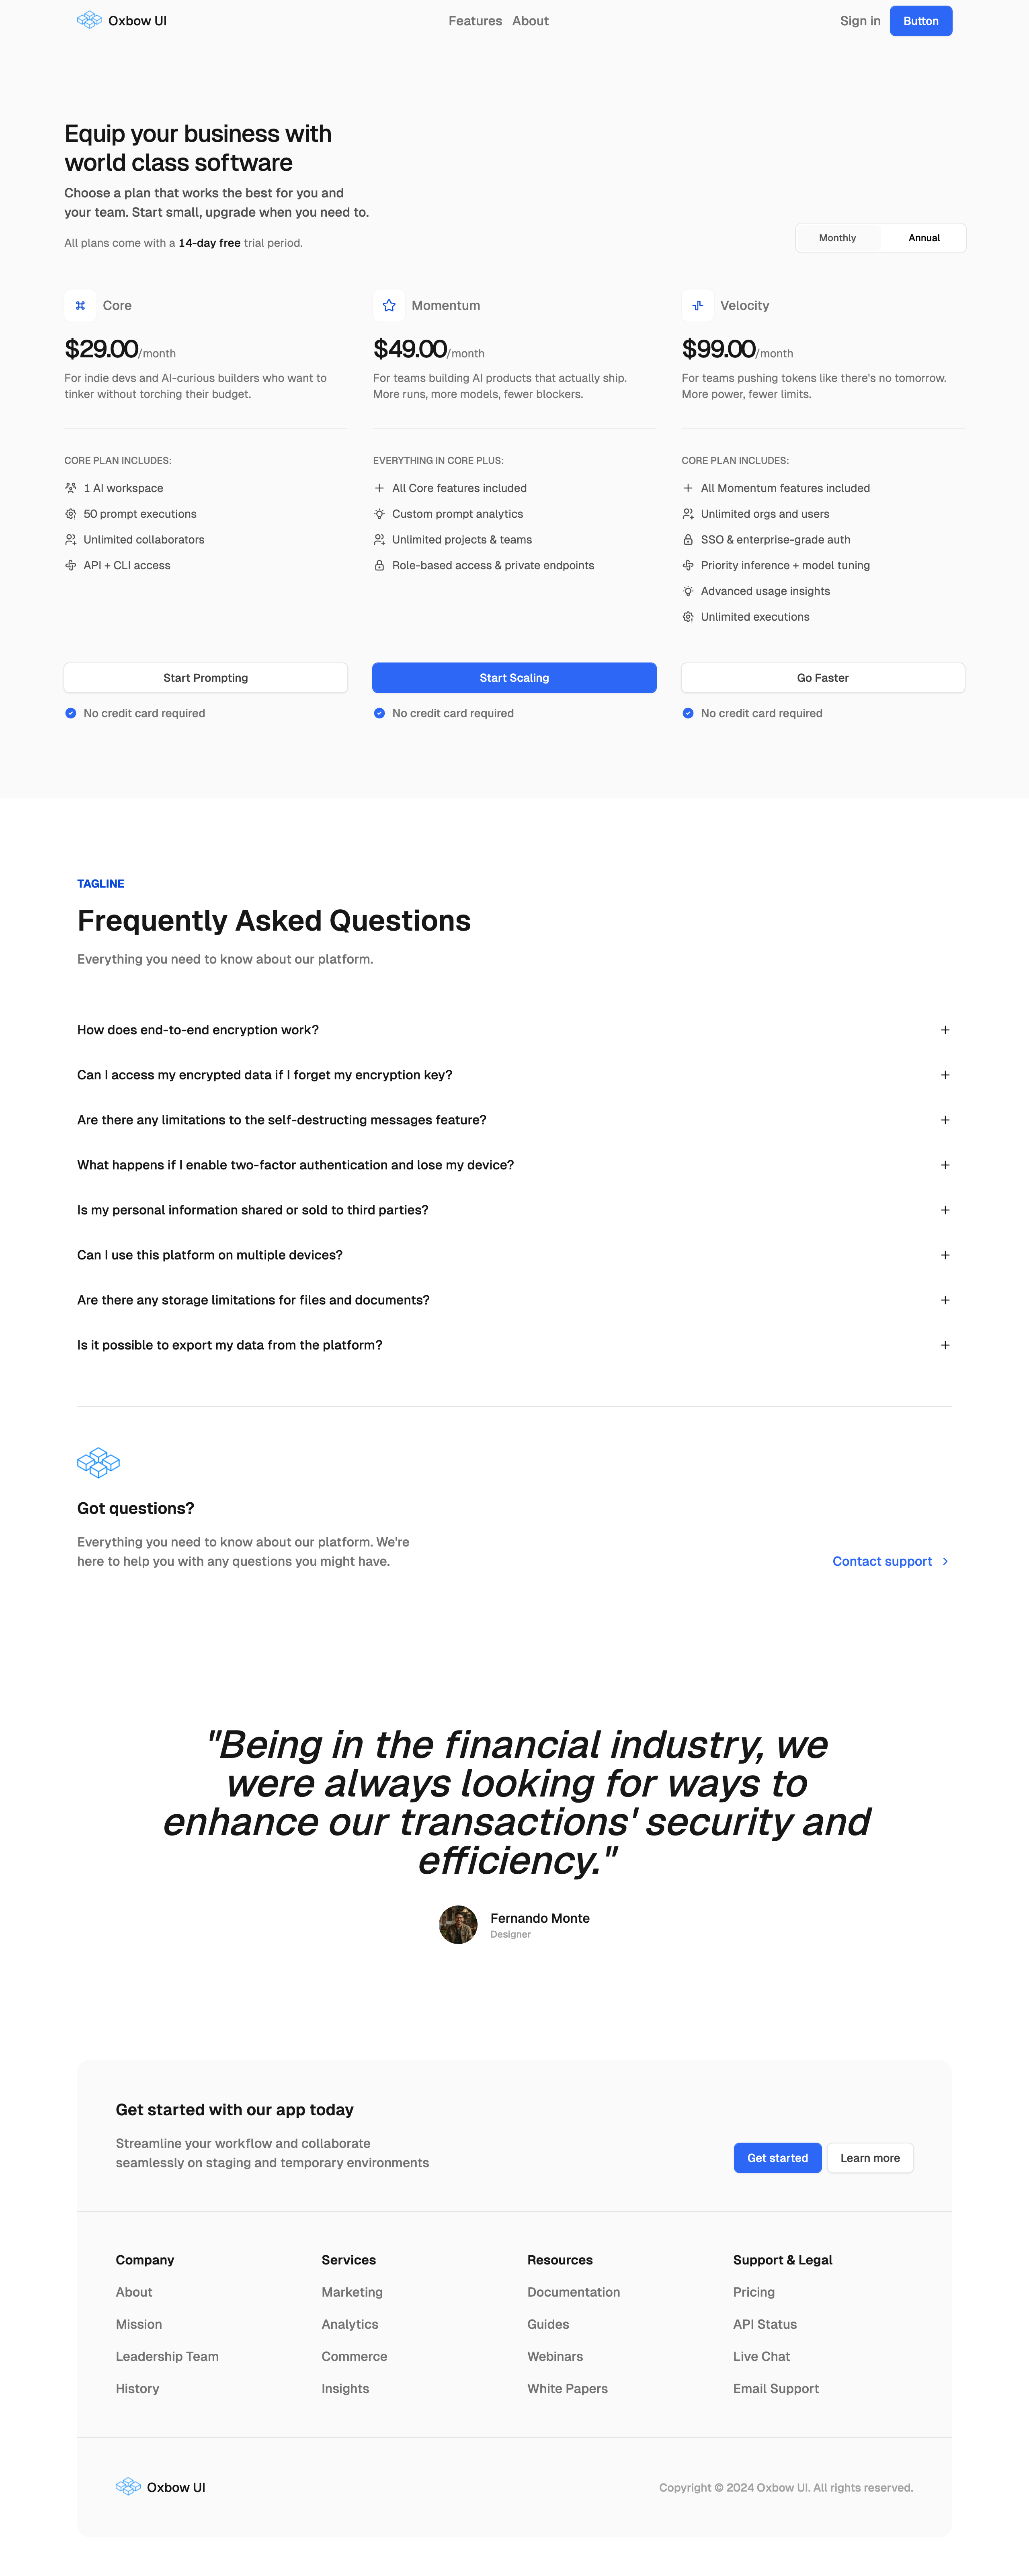 Oxbow UI
Features About
Sign in
Button
Equip your business with
world class software
Choose a plan that works the best for you and
your team. Start small, upgrade when you need to.
All plans come with a 14-day free trial period.
Monthly
Annual
Core
$29.00/month
For indie devs and AI-curious builders who want to
tinker without torching their budget.
CORE PLAN INCLUDES:
1 AI workspace
50 prompt executions
Unlimited collaborators
API + CLI access
Start Prompting
No credit card required
Momentum
$49.00/month
For teams building AI products that actually ship.
More runs, more models, fewer blockers.
EVERYTHING IN CORE PLUS:
All Core features included
Custom prompt analytics
Unlimited projects & teams
Role-based access & private endpoints
Start Scaling
No credit card required
Velocity
$99.00/month
For teams pushing tokens like there's no tomorrow.
More power, fewer limits.
CORE PLAN INCLUDES:
All Momentum features included
Unlimited orgs and users
SSO & enterprise-grade auth
Priority inference + model tuning
Advanced usage insights
Unlimited executions
Go Faster
No credit card required
TAGLINE
Frequently Asked Questions
Everything you need to know about our platform.
How does end-to-end encryption work?
Can I access my encrypted data if I forget my encryption key?
Are there any limitations to the self-destructing messages feature?
What happens if I enable two-factor authentication and lose my device?
Is my personal information shared or sold to third parties?
Can I use this platform on multiple devices?
Are there any storage limitations for files and documents?
Is it possible to export my data from the platform?
Got questions?
Everything you need to know about our platform. We're
here to help you with any questions you might have.
Contact support
"Being in the financial industry, we
were always looking for ways to
enhance our transactions' security and
efficiency."
Fernando Monte
Designer
Get started with our app today
Streamline your workflow and collaborate
seamlessly on staging and temporary environments
Get started
Learn more
Company
About
Mission
Leadership Team
History
Services
Marketing
Analytics
Commerce
Insights
Resources
Documentation
Guides
Webinars
White Papers
Support & Legal
Pricing
API Status
Live Chat
Email Support
Oxbow UI
Copyright © 2024 Oxbow UI. All rights reserved.